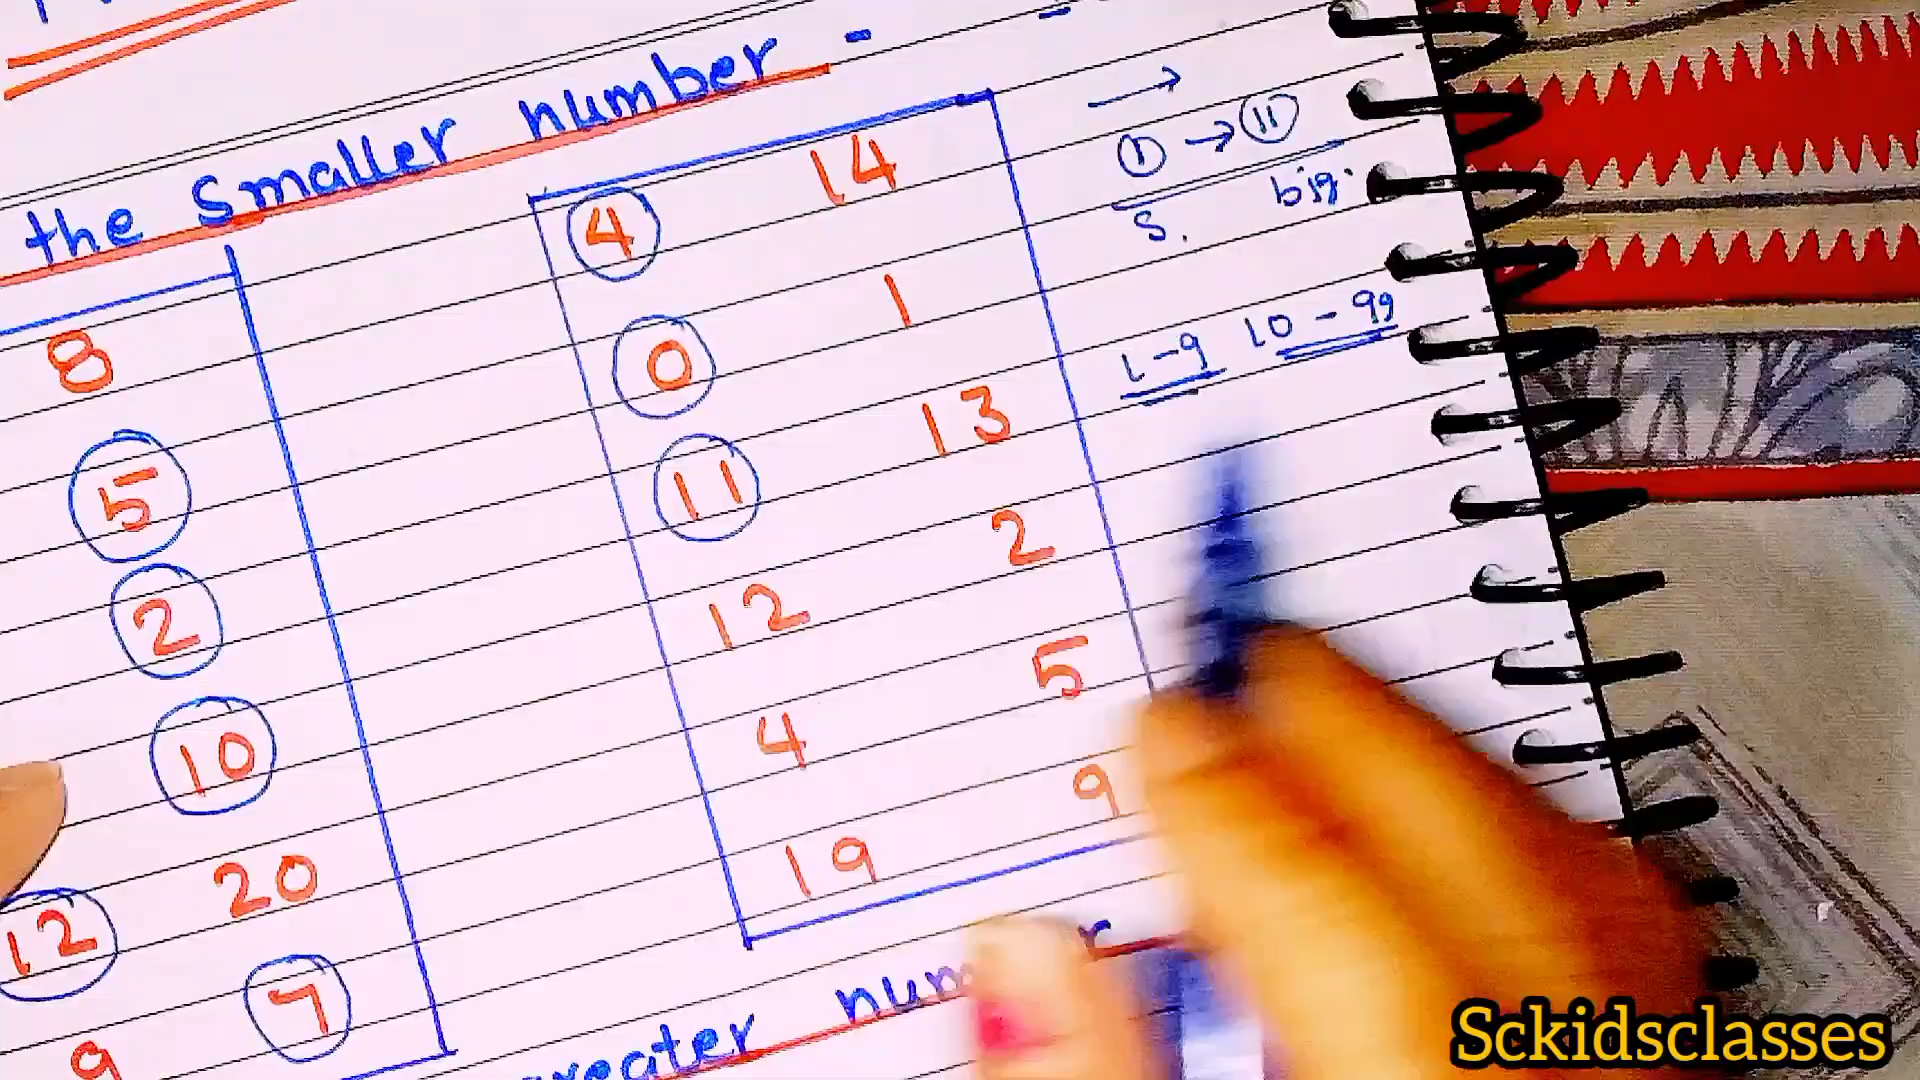 the Smaller number -
4 14
0 1
11 13
12 2
4 5
19 9
8
5
2
10
12 20
9 7
→
1 → 11
S. big.
1-9 10-99
greater
Sckidsclasses